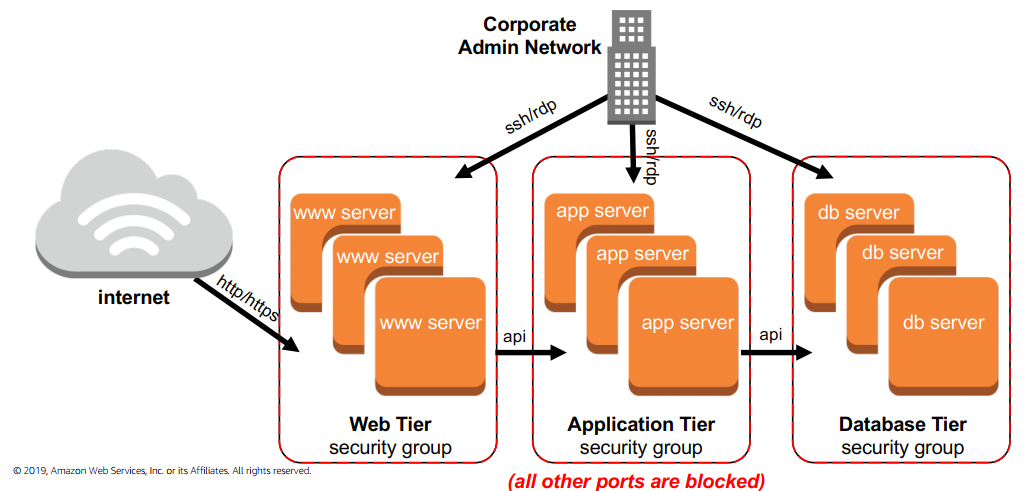 Corporate
Admin Network
ssh/rdp
ssh/rdp
ssh/rdp
internet
http/https
www server
www server
www server
api
app server
app server
app server
api
db server
db server
db server
Web Tier
security group
Application Tier
security group
Database Tier
security group
© 2019, Amazon Web Services, Inc. or its Affiliates. All rights reserved.
(all other ports are blocked)